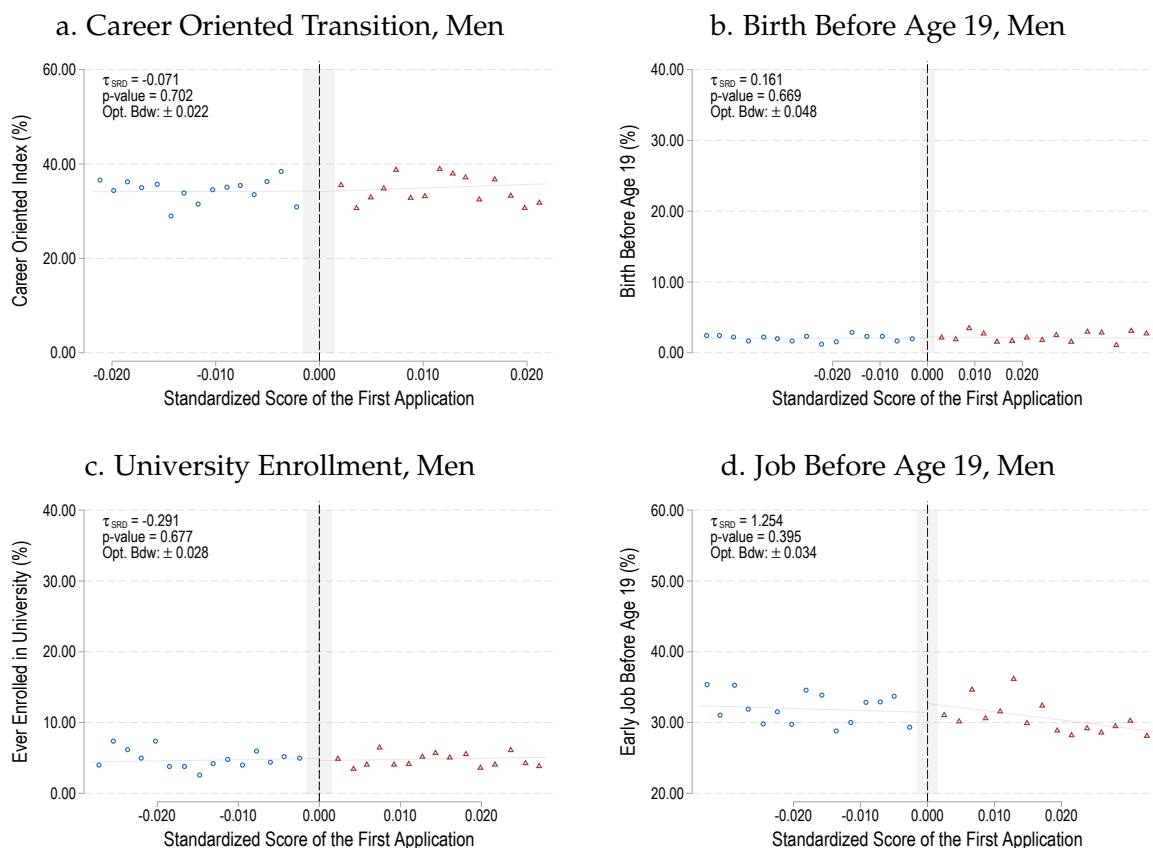 a. Career Oriented Transition, Men
60.00
40.00
20.00
0.00
Career Oriented Index (%)
τSRD = -0.071
p-value = 0.702
Opt. Bdw: ± 0.022
-0.020 -0.010 0.000 0.010 0.020
Standardized Score of the First Application
b. Birth Before Age 19, Men
40.00
30.00
20.00
10.00
0.00
Birth Before Age 19 (%)
τSRD = 0.161
p-value = 0.669
Opt. Bdw: ± 0.048
-0.020 -0.010 0.000 0.010 0.020
Standardized Score of the First Application
c. University Enrollment, Men
40.00
30.00
20.00
10.00
0.00
Ever Enrolled in University (%)
τSRD = -0.291
p-value = 0.677
Opt. Bdw: ± 0.028
-0.020 -0.010 0.000 0.010 0.020
Standardized Score of the First Application
d. Job Before Age 19, Men
60.00
50.00
40.00
30.00
20.00
Early Job Before Age 19 (%)
τSRD = 1.254
p-value = 0.395
Opt. Bdw: ± 0.034
-0.020 -0.010 0.000 0.010 0.020
Standardized Score of the First Application